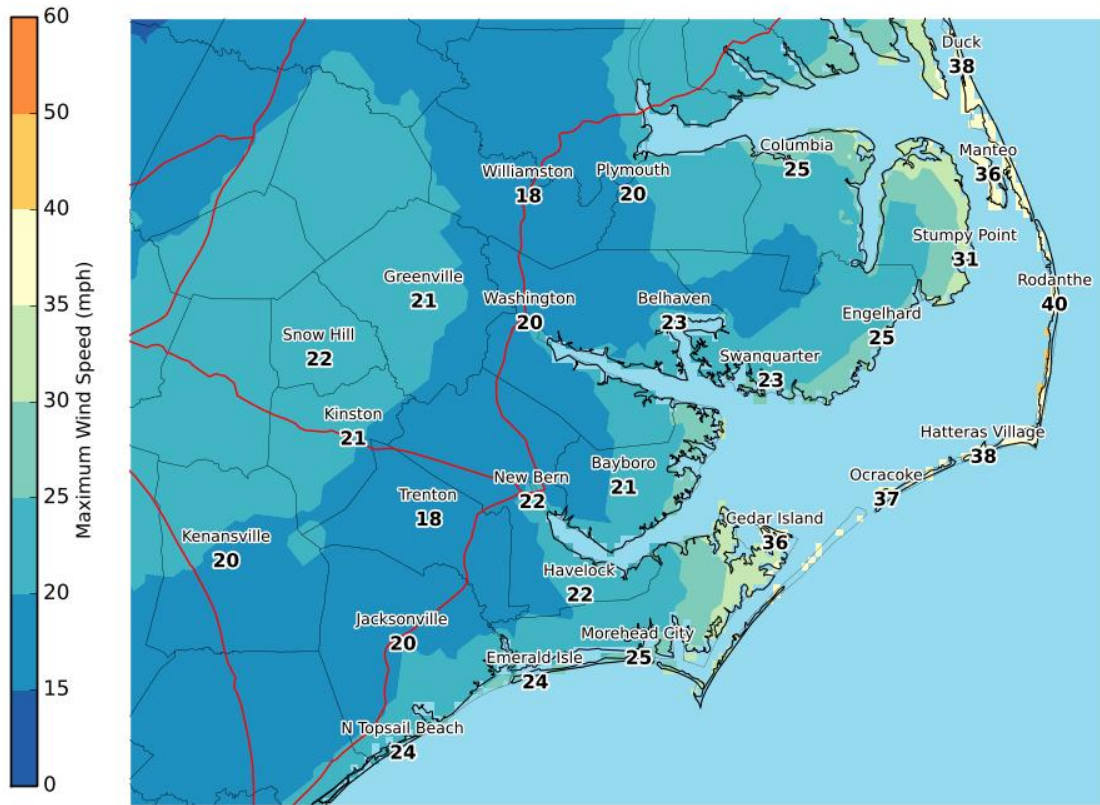 60
50
40
35
30
25
20
15
0
Maximum Wind Speed (mph)
Duck
38
Columbia
25
Manteo
36
Williamston
18
Plymouth
20
Stumpy Point
31
Greenville
21
Washington
20
Belhaven
23
Rodanthe
40
Engelhard
25
Snow Hill
22
Swanquarter
23
Kinston
21
Hatteras Village
38
Bayboro
21
New Bern
22
Ocracoke
37
Trenton
18
Cedar Island
36
Kenansville
20
Havelock
22
Jacksonville
20
Morehead City
25
Emerald Isle
24
N Topsail Beach
24